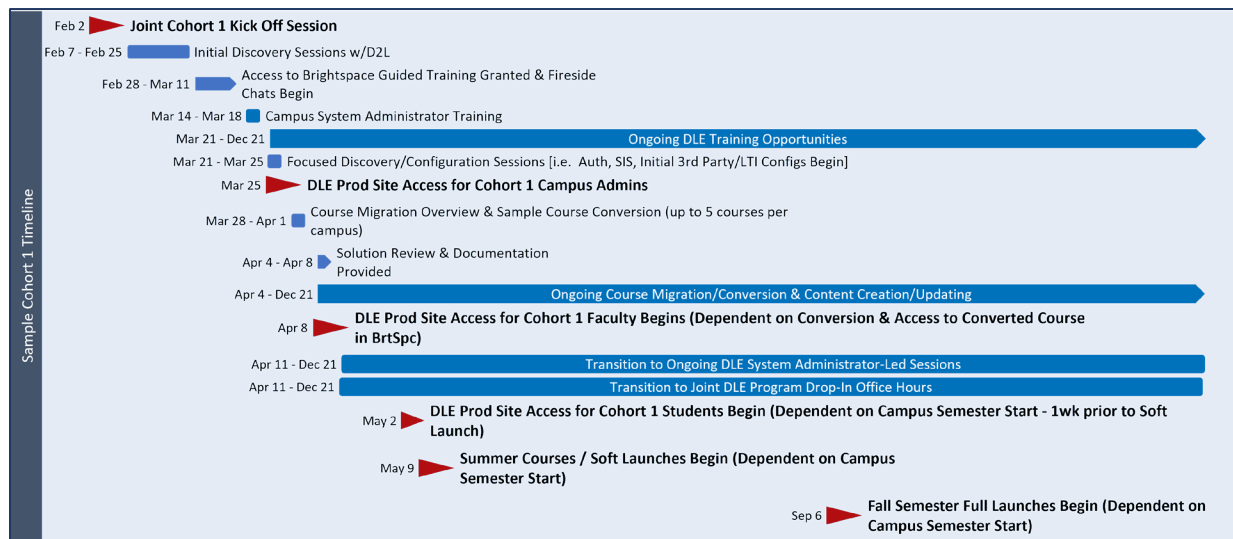 Sample Cohort 1 Timeline
Feb 2 Joint Cohort 1 Kick Off Session
Feb 7 - Feb 25 Initial Discovery Sessions w/D2L
Feb 28 - Mar 11 Access to Brightspace Guided Training Granted & Fireside
Chats Begin
Mar 14 - Mar 18 Campus System Administrator Training
Mar 21 - Dec 21 Ongoing DLE Training Opportunities
Mar 21 - Mar 25 Focused Discovery/Configuration Sessions [i.e. Auth, SIS, Initial 3rd Party/LTI Configs Begin]
Mar 25 DLE Prod Site Access for Cohort 1 Campus Admins
Mar 28 - Apr 1 Course Migration Overview & Sample Course Conversion (up to 5 courses per
campus)
Apr 4 - Apr 8 Solution Review & Documentation
Provided
Apr 4 - Dec 21 Ongoing Course Migration/Conversion & Content Creation/Updating
Apr 8 DLE Prod Site Access for Cohort 1 Faculty Begins (Dependent on Conversion & Access to Converted Course
in BrtSpc)
Apr 11 - Dec 21 Transition to Ongoing DLE System Administrator-Led Sessions
Apr 11 - Dec 21 Transition to Joint DLE Program Drop-In Office Hours
May 2 DLE Prod Site Access for Cohort 1 Students Begin (Dependent on Campus Semester Start - 1wk prior to Soft
Launch)
May 9 Summer Courses / Soft Launches Begin (Dependent on Campus
Semester Start)
Sep 6 Fall Semester Full Launches Begin (Dependent on
Campus Semester Start)